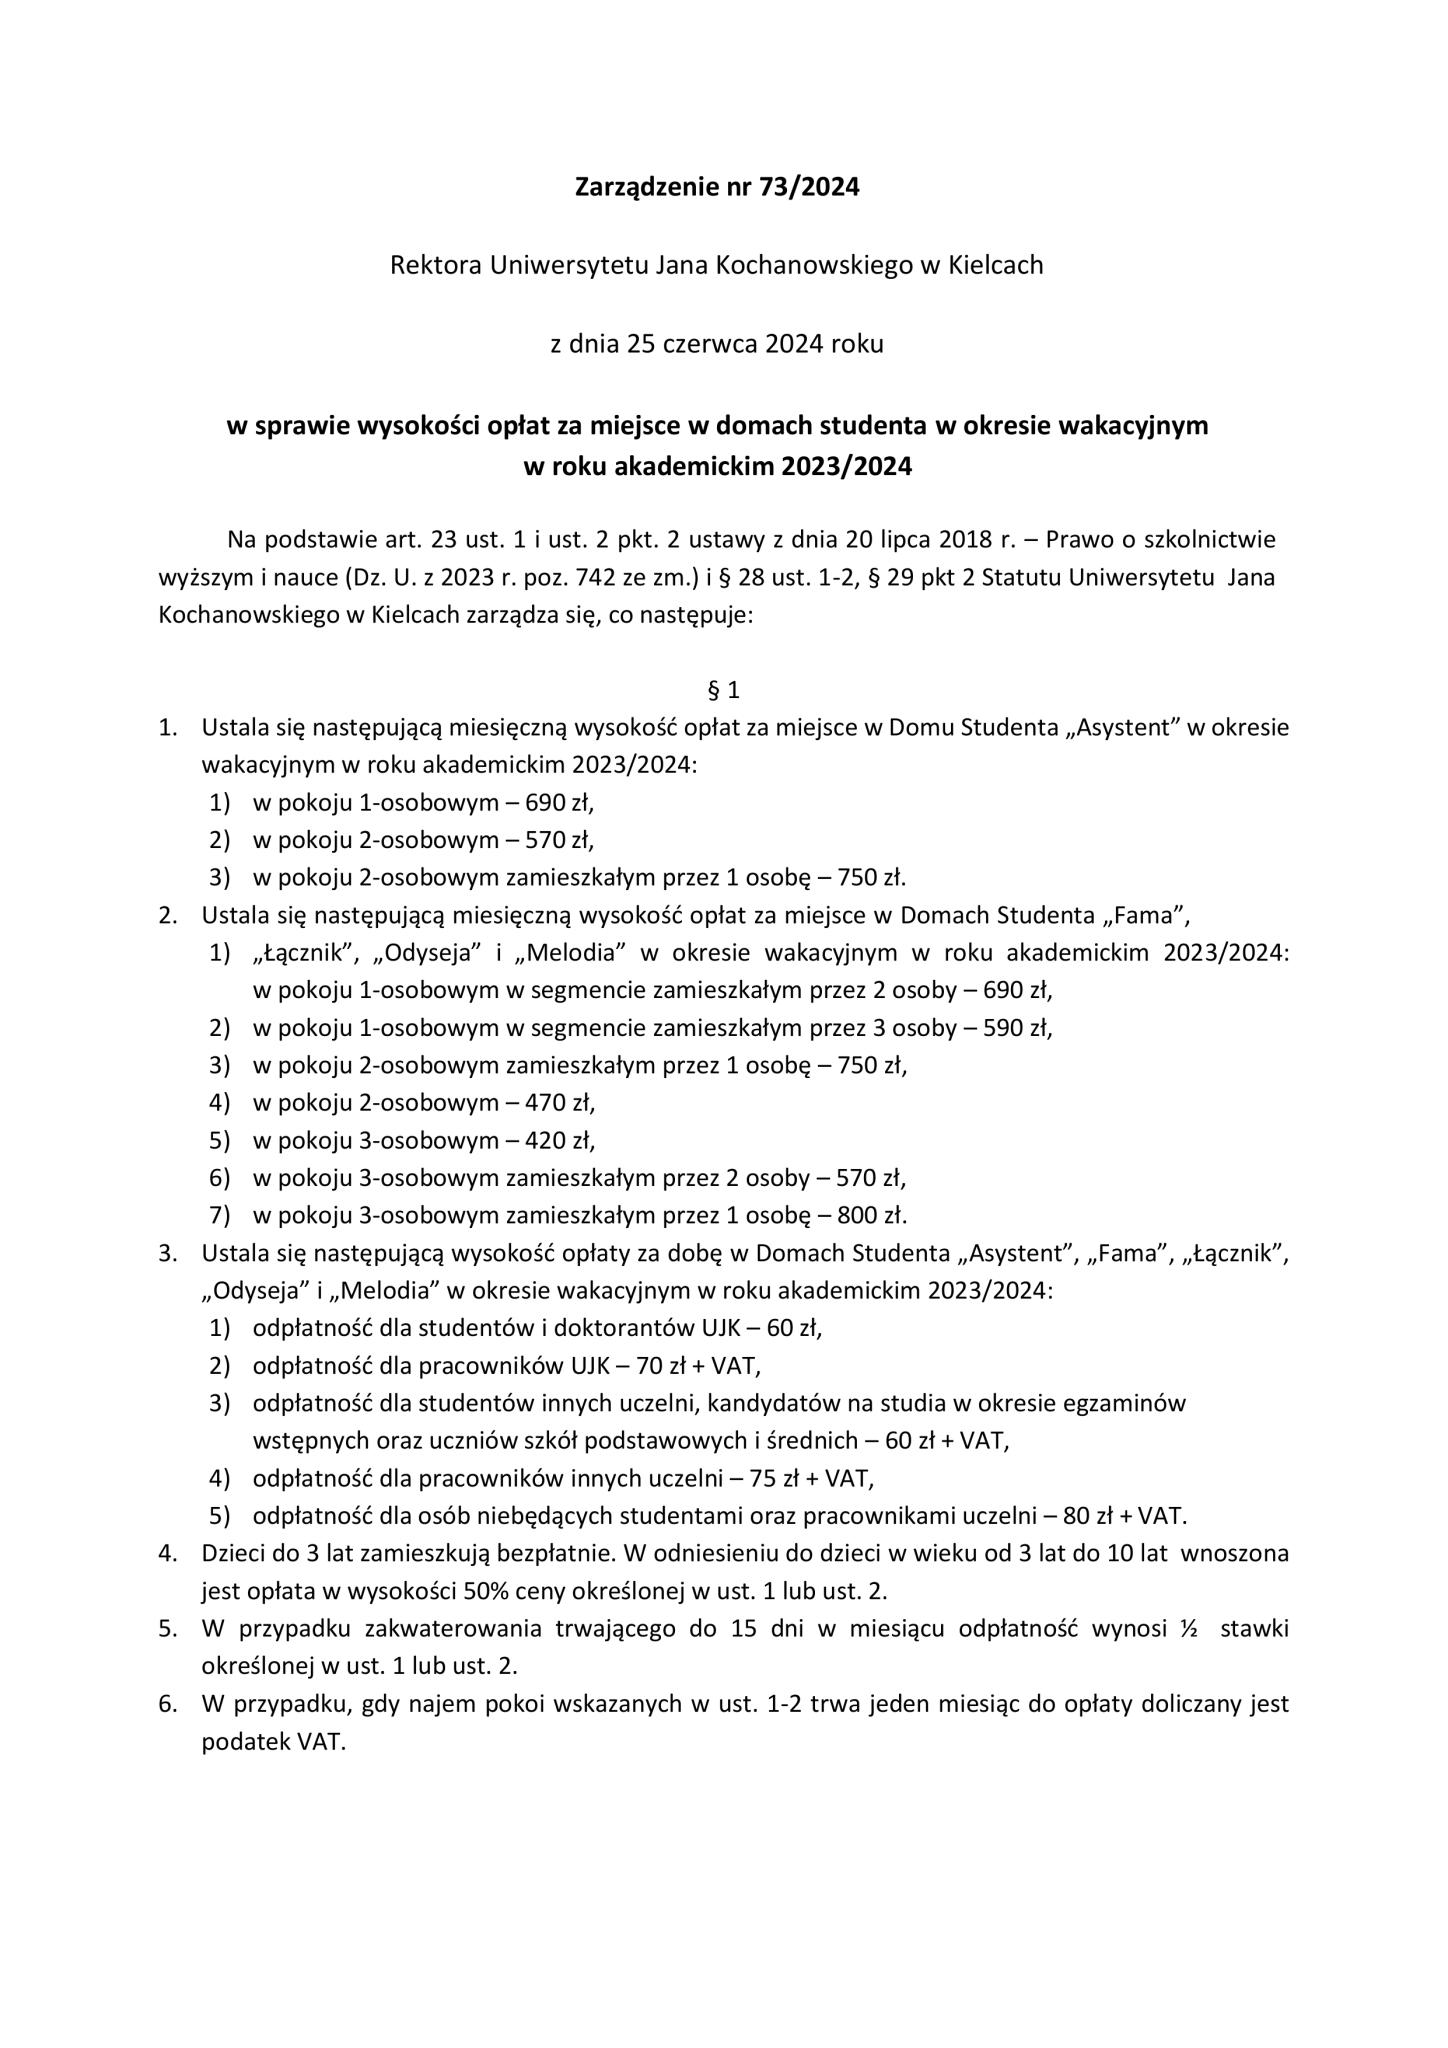 Zarządzenie nr 73/2024
Rektora Uniwersytetu Jana Kochanowskiego w Kielcach
z dnia 25 czerwca 2024 roku
w sprawie wysokości opłat za miejsce w domach studenta w okresie wakacyjnym
w roku akademickim 2023/2024
Na podstawie art. 23 ust. 1 i ust. 2 pkt. 2 ustawy z dnia 20 lipca 2018 r. – Prawo o szkolnictwie
wyższym i nauce (Dz. U. z 2023 r. poz. 742 ze zm.) i § 28 ust. 1-2, § 29 pkt 2 Statutu Uniwersytetu Jana
Kochanowskiego w Kielcach zarządza się, co następuje:
§ 1
1. Ustala się następującą miesięczną wysokość opłat za miejsce w Domu Studenta „Asystent” w okresie
wakacyjnym w roku akademickim 2023/2024:
1) w pokoju 1-osobowym – 690 zł,
2) w pokoju 2-osobowym – 570 zł,
3) w pokoju 2-osobowym zamieszkałym przez 1 osobę – 750 zł.
2. Ustala się następującą miesięczną wysokość opłat za miejsce w Domach Studenta „Fama”,
1) „Łącznik”, „Odyseja” i „Melodia” w okresie wakacyjnym w roku akademickim 2023/2024:
w pokoju 1-osobowym w segmencie zamieszkałym przez 2 osoby – 690 zł,
2) w pokoju 1-osobowym w segmencie zamieszkałym przez 3 osoby – 590 zł,
3) w pokoju 2-osobowym zamieszkałym przez 1 osobę – 750 zł,
4) w pokoju 2-osobowym – 470 zł,
5) w pokoju 3-osobowym – 420 zł,
6) w pokoju 3-osobowym zamieszkałym przez 2 osoby – 570 zł,
7) w pokoju 3-osobowym zamieszkałym przez 1 osobę – 800 zł.
3. Ustala się następującą wysokość opłaty za dobę w Domach Studenta „Asystent”, „Fama”, „Łącznik”,
„Odyseja” i „Melodia” w okresie wakacyjnym w roku akademickim 2023/2024:
1) odpłatność dla studentów i doktorantów UJK – 60 zł,
2) odpłatność dla pracowników UJK – 70 zł + VAT,
3) odpłatność dla studentów innych uczelni, kandydatów na studia w okresie egzaminów
wstępnych oraz uczniów szkół podstawowych i średnich – 60 zł + VAT,
4) odpłatność dla pracowników innych uczelni – 75 zł + VAT,
5) odpłatność dla osób niebędących studentami oraz pracownikami uczelni – 80 zł + VAT.
4. Dzieci do 3 lat zamieszkują bezpłatnie. W odniesieniu do dzieci w wieku od 3 lat do 10 lat wnoszona
jest opłata w wysokości 50% ceny określonej w ust. 1 lub ust. 2.
5. W przypadku zakwaterowania trwającego do 15 dni w miesiącu odpłatność wynosi ½ stawki
określonej w ust. 1 lub ust. 2.
6. W przypadku, gdy najem pokoi wskazanych w ust. 1-2 trwa jeden miesiąc do opłaty doliczany jest
podatek VAT.